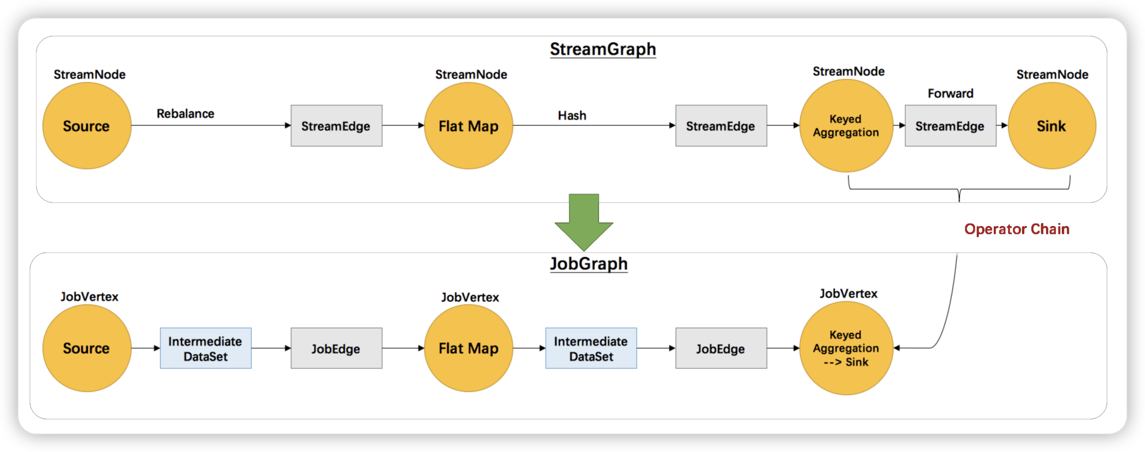 StreamGraph
StreamNode
StreamNode
StreamNode
StreamNode
Source
Rebalance
StreamEdge
Flat Map
Hash
StreamEdge
Keyed
Aggregation
Forward
StreamEdge
Sink
Operator Chain
JobGraph
JobVertex
JobVertex
JobVertex
Source
Intermediate
DataSet
JobEdge
Flat Map
Intermediate
DataSet
JobEdge
Keyed
Aggregation
--> Sink